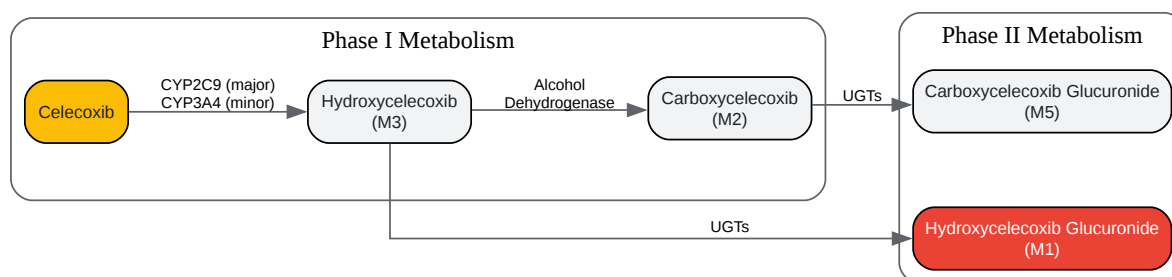 Phase I Metabolism
Phase II Metabolism
Celecoxib
CYP2C9 (major)
CYP3A4 (minor)
Hydroxycelecoxib
(M3)
Alcohol
Dehydrogenase
Carboxycelecoxib
(M2)
UGTs
Carboxycelecoxib Glucuronide
(M5)
UGTs
Hydroxycelecoxib Glucuronide
(M1)